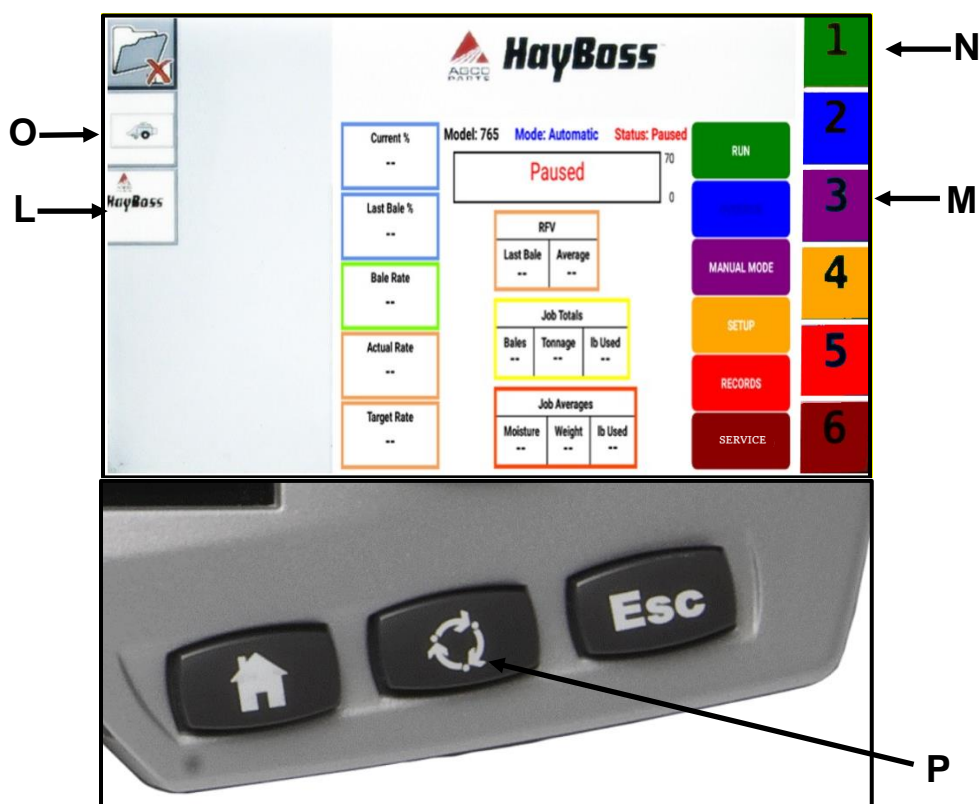 HayBoss
AGCO
PARTS
N
1
O
2
Current %
--
Model: 765 Mode: Automatic Status: Paused
Paused
70
0
RUN
L
HayBoss
M
3
Last Bale %
--
RFV
Last Bale Average
-- --
MANUAL MODE
Bale Rate
--
4
Job Totals
Bales Tonnage lb Used
-- -- --
SETUP
Actual Rate
--
5
RECORDS
Target Rate
--
Job Averages
Moisture Weight lb Used
-- -- --
SERVICE
6
Esc
P